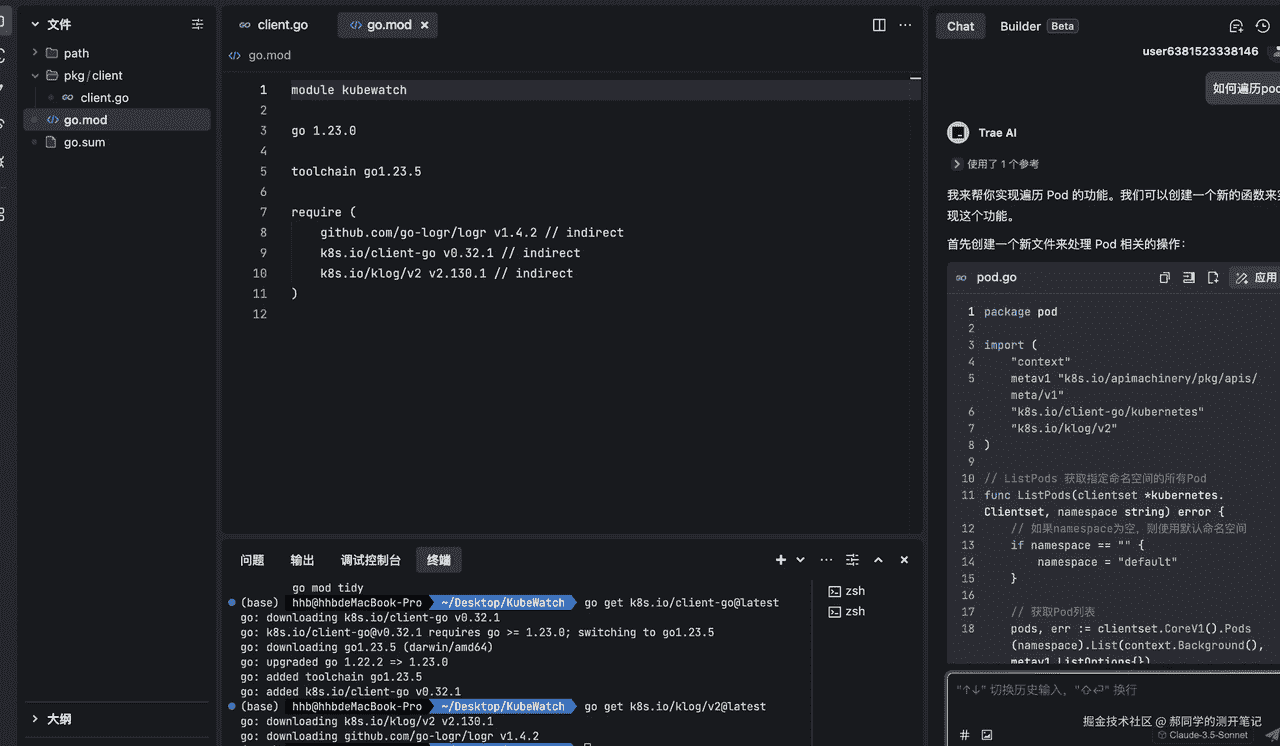 文件
path
pkg/client
client.go
go.mod
go.sum
大纲
client.go
go.mod
go.mod
1 module kubewatch
2
3 go 1.23.0
4
5 toolchain go1.23.5
6
7 require (
8 github.com/go-logr/logr v1.4.2 // indirect
9 k8s.io/client-go v0.32.1 // indirect
10 k8s.io/klog/v2 v2.130.1 // indirect
11 )
12
问题 输出 调试控制台 终端
go mod tidy
(base) hhb@hhbdeMacBook-Pro ~/Desktop/KubeWatch go get k8s.io/client-go@latest
go: downloading k8s.io/client-go v0.32.1
go: k8s.io/client-go@v0.32.1 requires go >= 1.23.0; switching to go1.23.5
go: downloading go1.23.5 (darwin/amd64)
go: upgraded go 1.22.2 => 1.23.0
go: added toolchain go1.23.5
go: added k8s.io/client-go v0.32.1
(base) hhb@hhbdeMacBook-Pro ~/Desktop/KubeWatch go get k8s.io/klog/v2@latest
go: downloading k8s.io/klog/v2 v2.130.1
go: downloading github.com/go-logr/logr v1.4.2
zsh
zsh
Chat Builder Beta
user6381523338146
如何遍历pod
Trae AI
使用了 1 个参考
我来帮你实现遍历 Pod 的功能。我们可以创建一个新的函数来实
现这个功能。
首先创建一个新文件来处理 Pod 相关的操作：
pod.go 应用
1 package pod
2
3 import (
4 "context"
5 metav1 "k8s.io/apimachinery/pkg/apis/
meta/v1"
6 "k8s.io/client-go/kubernetes"
7 "k8s.io/klog/v2"
8 )
9
10 // ListPods 获取指定命名空间的所有Pod
11 func ListPods(clientset *kubernetes.
Clientset, namespace string) error {
12 // 如果namespace为空，则使用默认命名空间
13 if namespace == "" {
14 namespace = "default"
15 }
16
17 // 获取Pod列表
18 pods, err := clientset.CoreV1().Pods
(namespace).List(context.Background(),
metav1.ListOptions{})
"↑↓" 切换历史输入，"⇧⏎" 换行
掘金技术社区 @ 郝同学的测开笔记
Claude-3.5-Sonnet